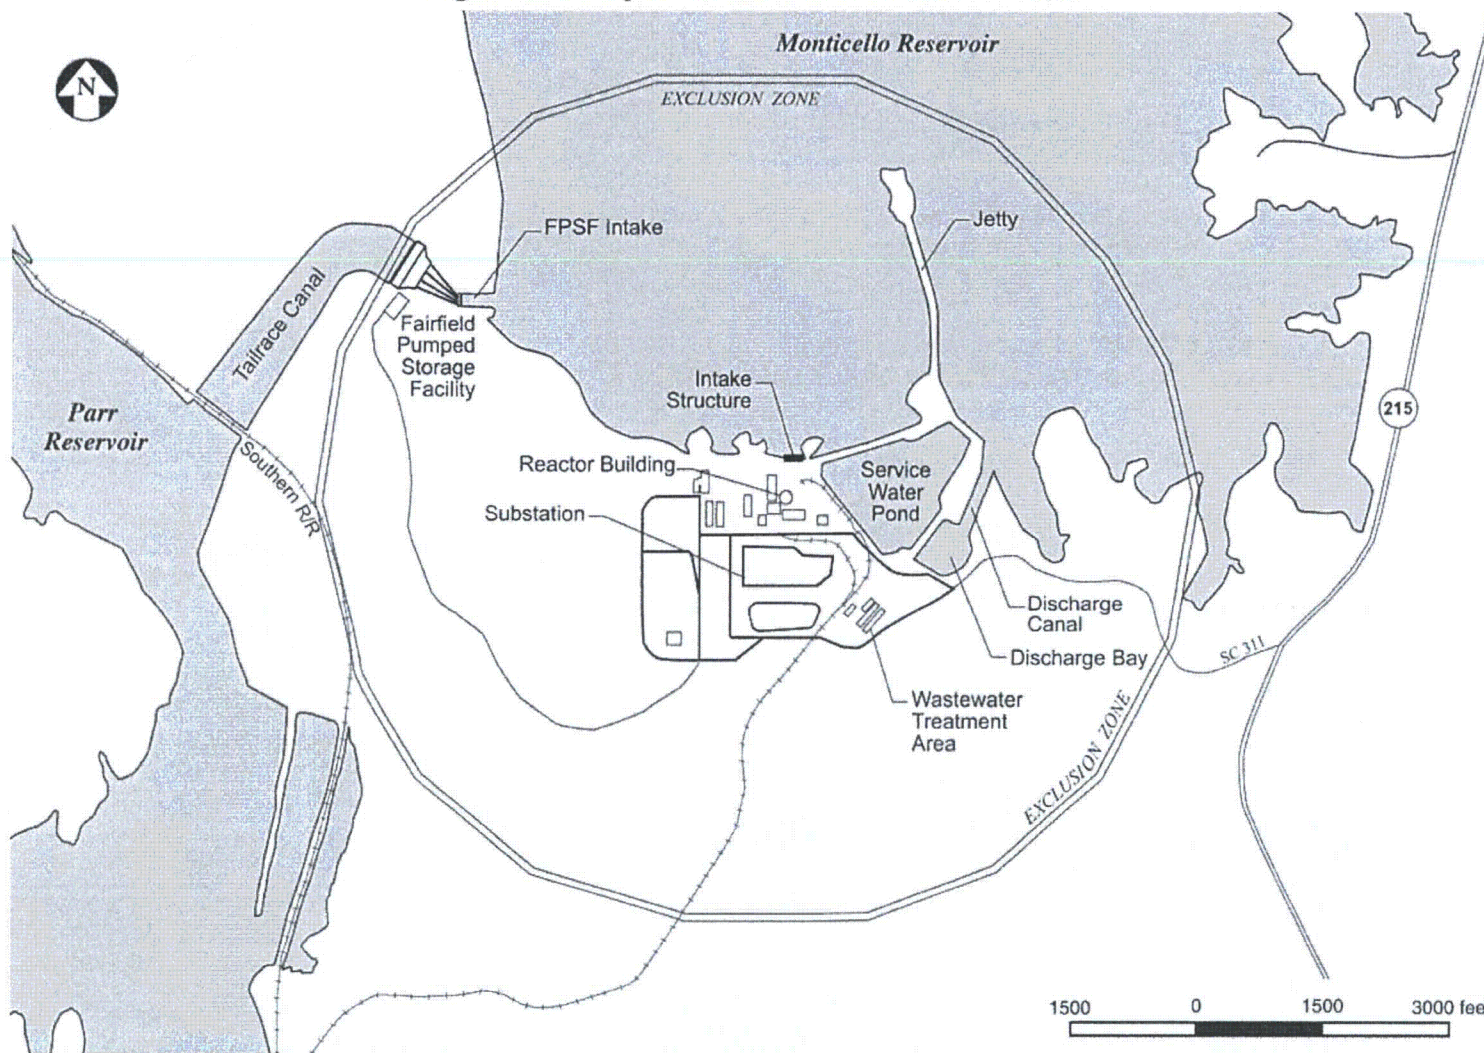 Monticello Reservoir
N
EXCLUSION ZONE
FPSF Intake
Jetty
Tailrace Canal
Fairfield
Pumped
Storage
Facility
Intake
Structure
215
Parr
Reservoir
Southern R/R
Reactor Building
Service
Water
Pond
Substation
Discharge
Canal
SC 311
Discharge Bay
Wastewater
Treatment
Area
EXCLUSION ZONE
1500 0 1500 3000 fee